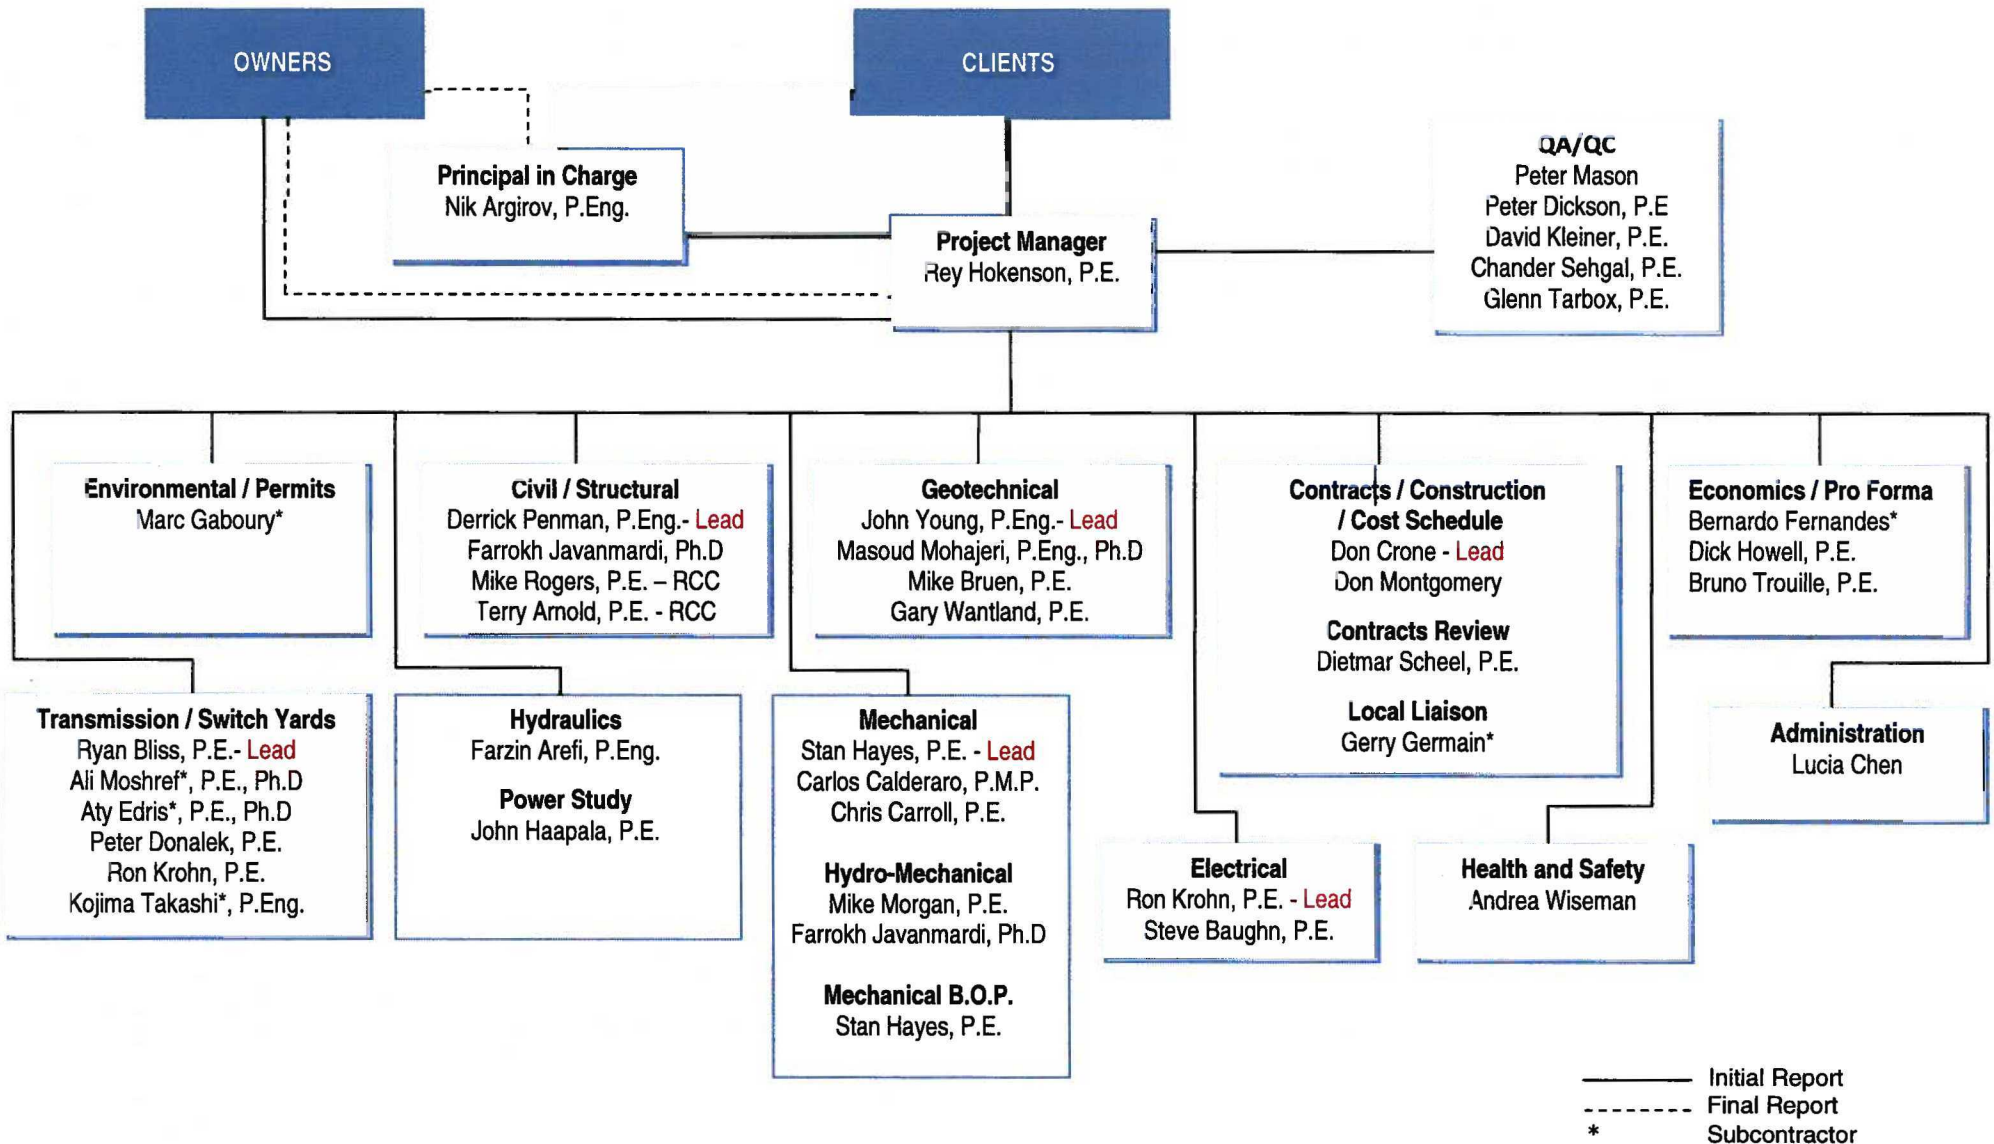 OWNERS
CLIENTS
Principal in Charge
Nik Argirov, P.Eng.
Project Manager
Rey Hokenson, P.E.
QA/QC
Peter Mason
Peter Dickson, P.E
David Kleiner, P.E.
Chander Sehgal, P.E.
Glenn Tarbox, P.E.
Environmental / Permits
Marc Gaboury*
Civil / Structural
Derrick Penman, P.Eng.- Lead
Farrokh Javanmardi, Ph.D
Mike Rogers, P.E. – RCC
Terry Arnold, P.E. - RCC
Geotechnical
John Young, P.Eng.- Lead
Masoud Mohajeri, P.Eng., Ph.D
Mike Bruen, P.E.
Gary Wantland, P.E.
Contracts / Construction
/ Cost Schedule
Don Crone - Lead
Don Montgomery
Contracts Review
Dietmar Scheel, P.E.
Local Liaison
Gerry Germain*
Economics / Pro Forma
Bernardo Fernandes*
Dick Howell, P.E.
Bruno Trouille, P.E.
Transmission / Switch Yards
Ryan Bliss, P.E.- Lead
Ali Moshref*, P.E., Ph.D
Aty Edris*, P.E., Ph.D
Peter Donalek, P.E.
Ron Krohn, P.E.
Kojima Takashi*, P.Eng.
Hydraulics
Farzin Arefi, P.Eng.
Power Study
John Haapala, P.E.
Mechanical
Stan Hayes, P.E. - Lead
Carlos Calderaro, P.M.P.
Chris Carroll, P.E.
Hydro-Mechanical
Mike Morgan, P.E.
Farrokh Javanmardi, Ph.D
Mechanical B.O.P.
Stan Hayes, P.E.
Electrical
Ron Krohn, P.E. - Lead
Steve Baughn, P.E.
Health and Safety
Andrea Wiseman
Administration
Lucia Chen
Initial Report
Final Report
* Subcontractor